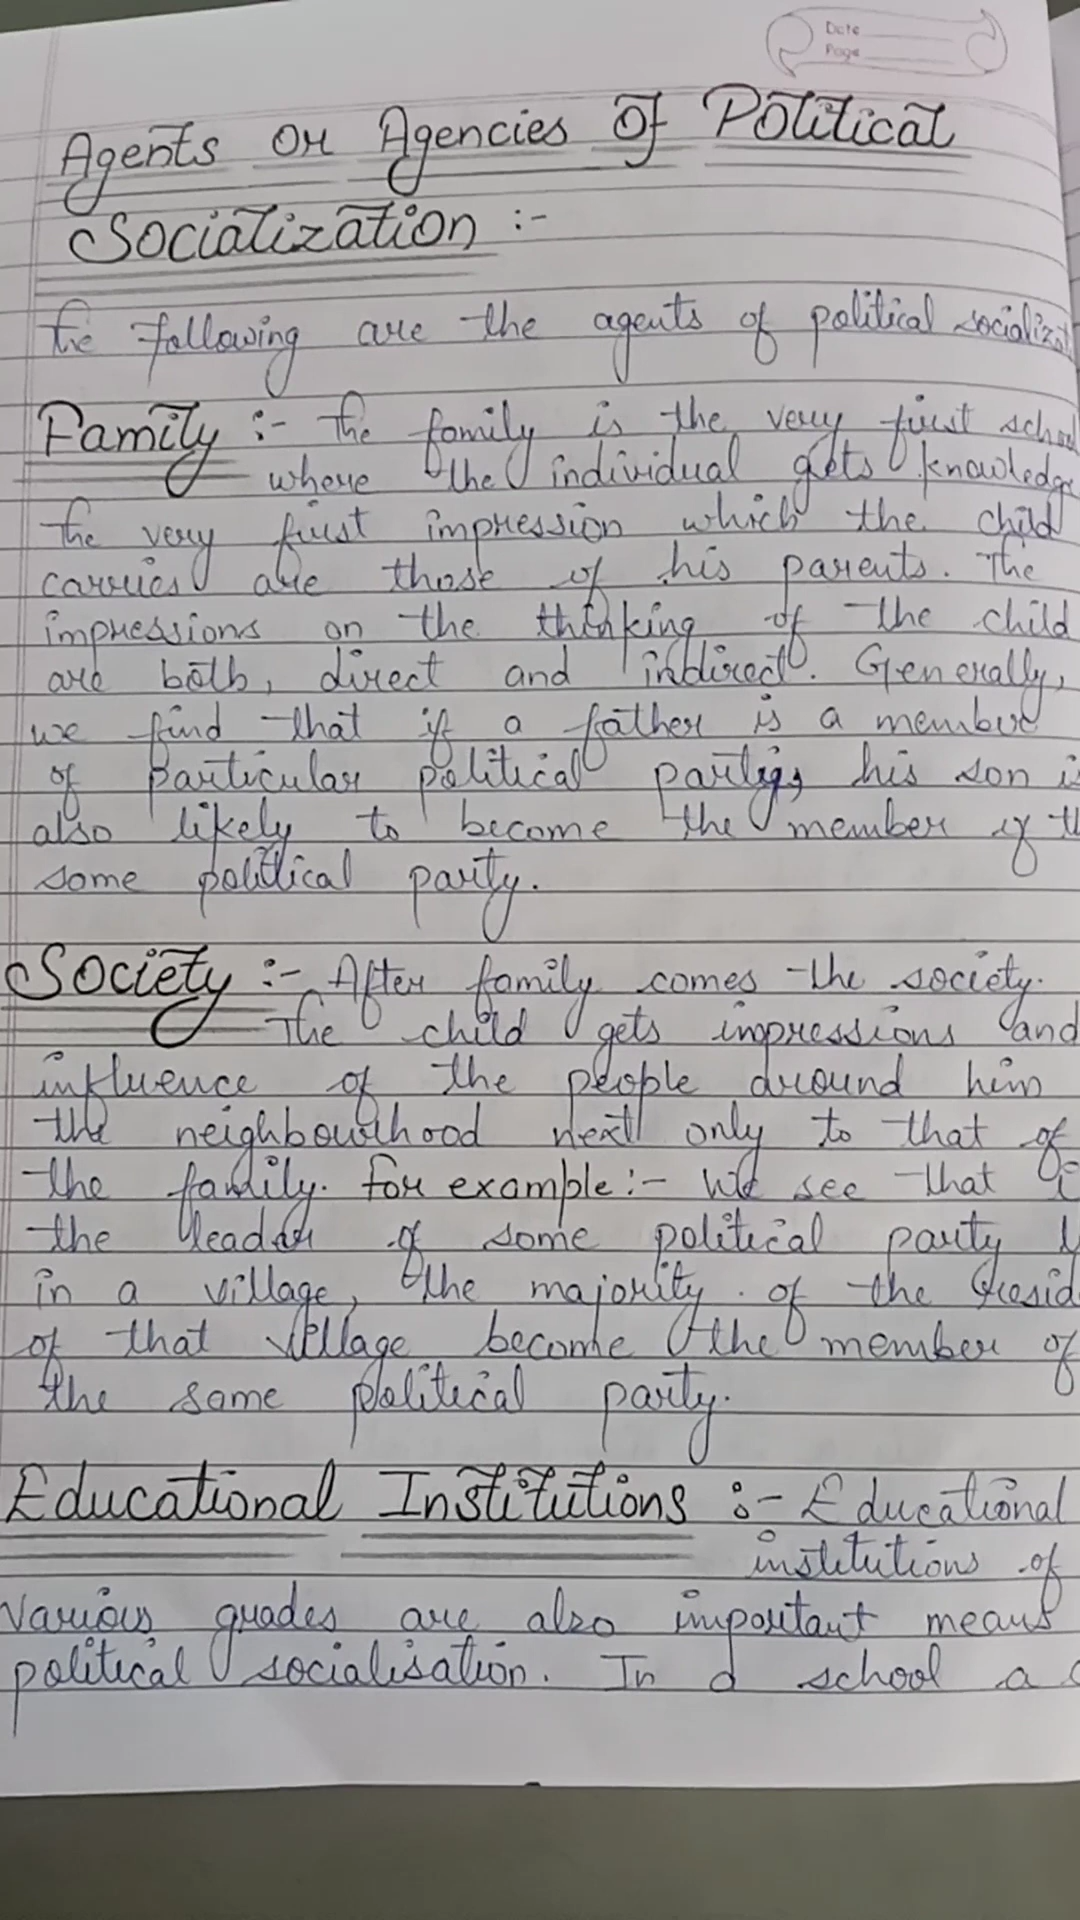 Date
Page
Agents or Agencies of Political
Socialization :-
The following are the agents of political
Family :- The family is the very first
where the individual gets knowledge
The very first impression which the child
carries are those of his parents. The
impressions on the thinking of the child
are both, direct and indirect. Generally,
we find that if a father is a member
of particular political party, his son is
also likely to become the member of
some political party.
Society :- After family comes the society.
The child gets impressions and
influence of the people around him
the neighbourhood next only to that of
the family. For example:- We see that
the leader of some political party
in a village, the majority of the
of that village become the member of
the same political party.
Educational Institutions :- Educational
institutions of
various grades are also important means
political socialisation. In a school a